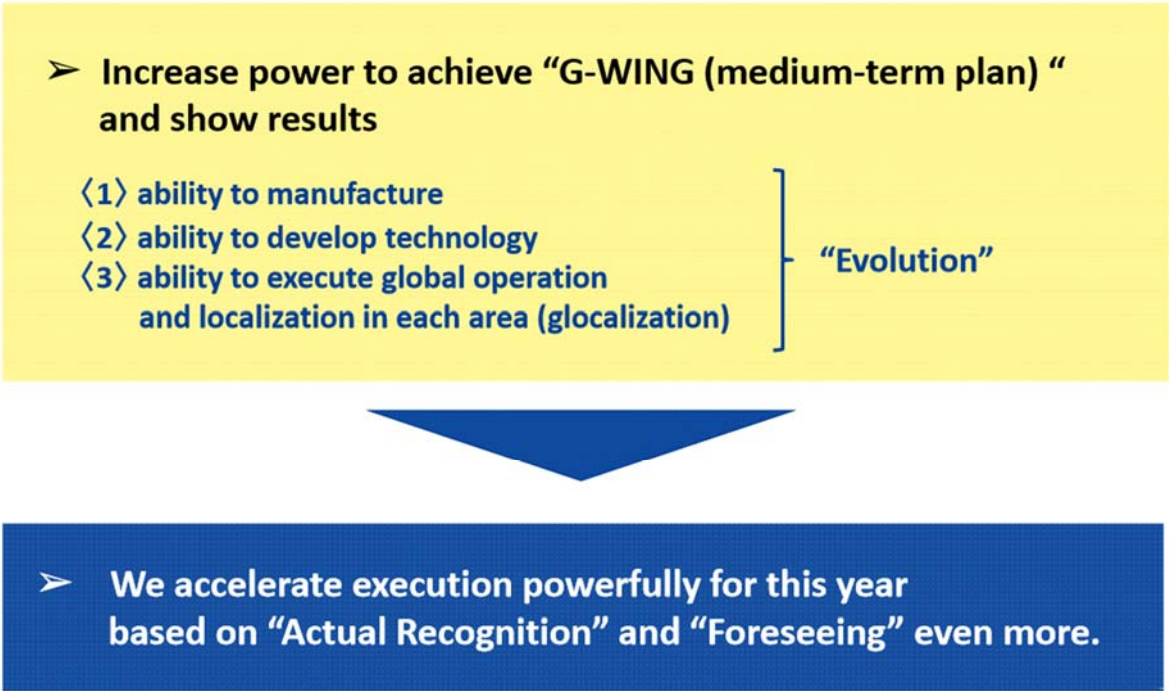 ➢ Increase power to achieve “G-WING (medium-term plan) “
and show results
〈1〉 ability to manufacture
〈2〉 ability to develop technology
〈3〉 ability to execute global operation
and localization in each area (glocalization)
“Evolution”
➢ We accelerate execution powerfully for this year
based on “Actual Recognition” and “Foreseeing” even more.